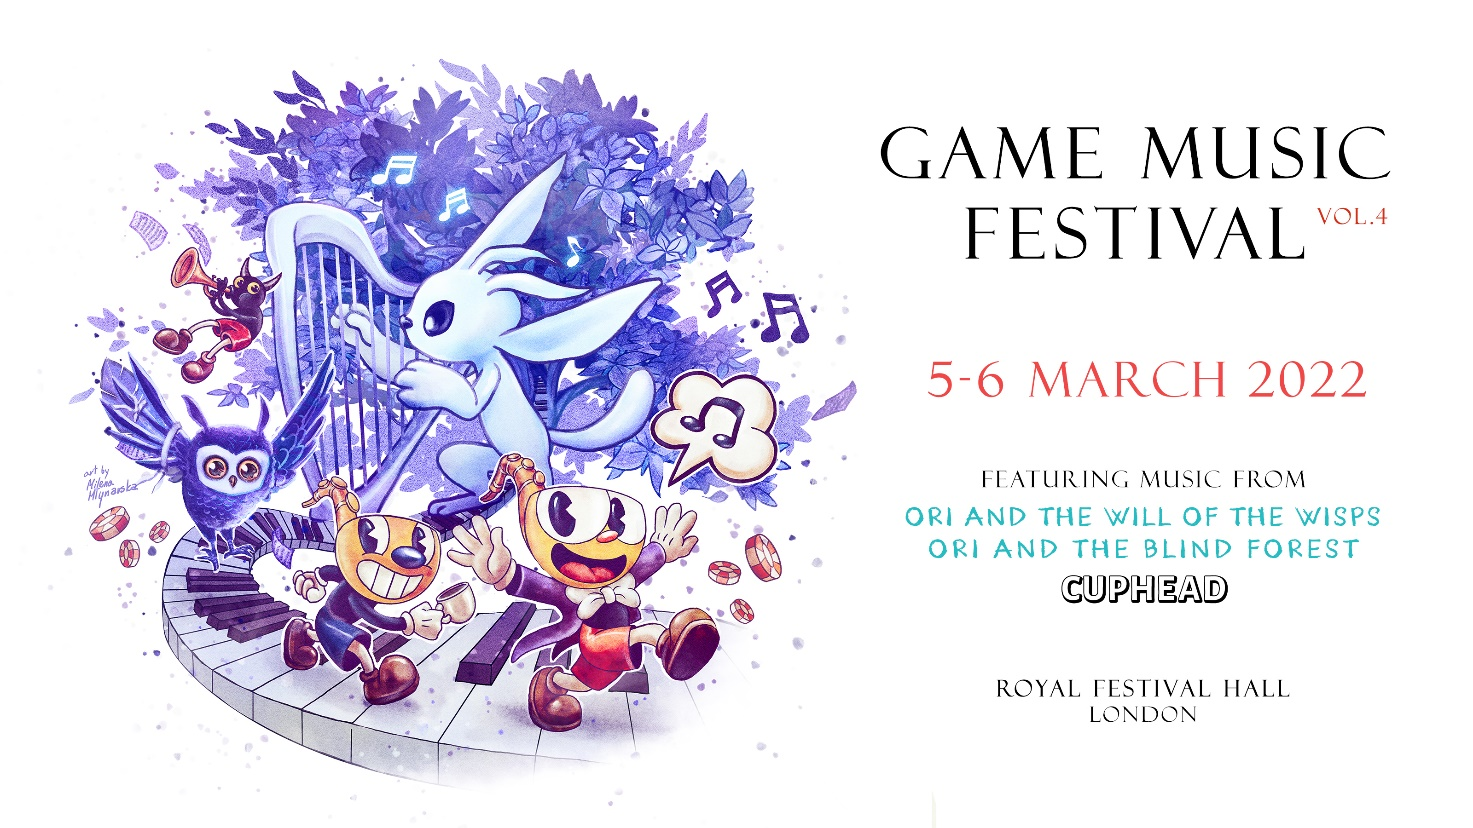 GAME MUSIC
FESTIVAL VOL.4
5-6 MARCH 2022
FEATURING MUSIC FROM
ORI AND THE WILL OF THE WISPS
ORI AND THE BLIND FOREST
CUPHEAD
ROYAL FESTIVAL HALL
LONDON
art by
Milena
Młynarska